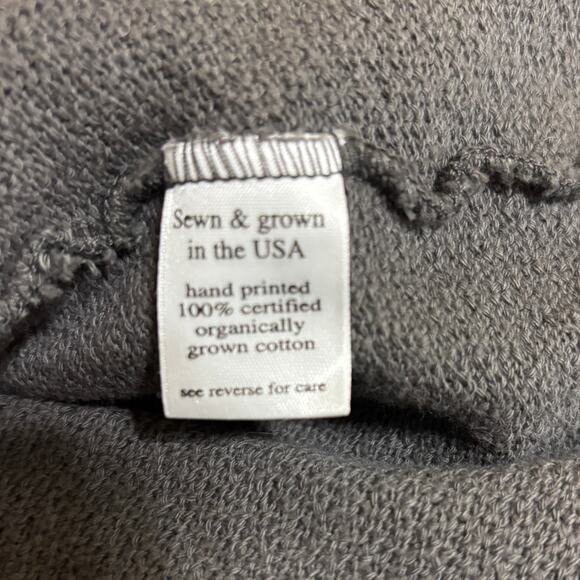 Sewn & grown
in the USA
hand printed
100% certified
organically
grown cotton
see reverse for care